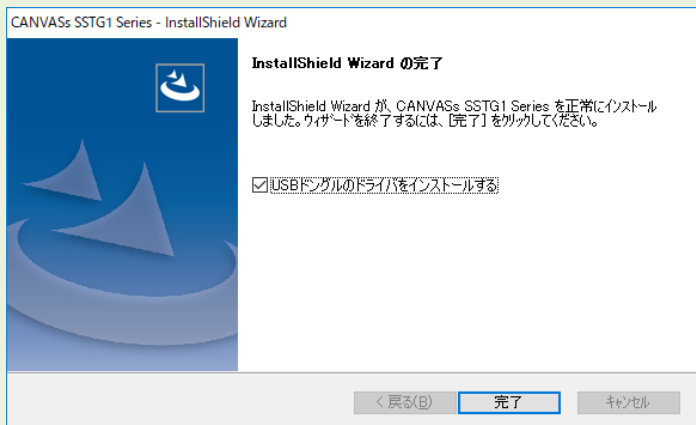 CANVASs SSTG1 Series - InstallShield Wizard
InstallShield Wizard の完了
InstallShield Wizard が、CANVASs SSTG1 Series を正常にインストール
しました。ウィザードを終了するには、[完了] をクリックしてください。
USBドングルのドライバをインストールする
< 戻る(B)
完了
キャンセル